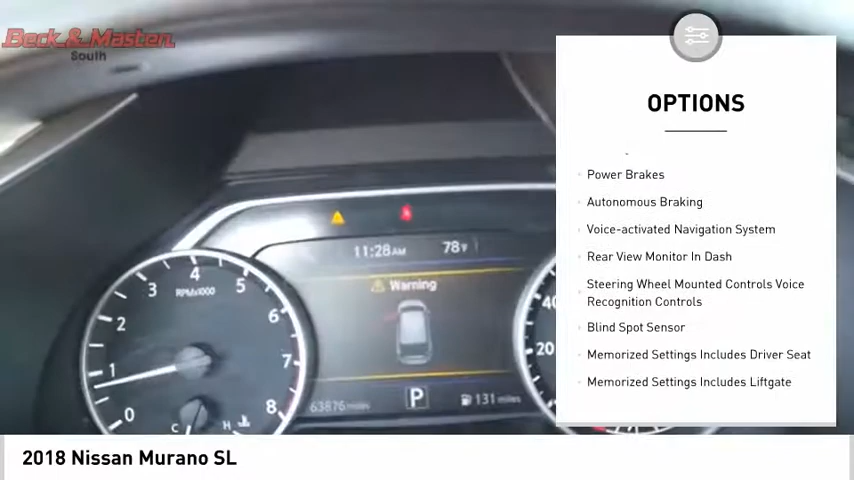 Beck & Masten
South
OPTIONS
Power Brakes
Autonomous Braking
Voice-activated Navigation System
Rear View Monitor In Dash
Steering Wheel Mounted Controls Voice
Recognition Controls
Blind Spot Sensor
Memorized Settings Includes Driver Seat
Memorized Settings Includes Liftgate
11:28AM 78°F
Warning
RPMx1000
0 1 2 3 4 5 6 7 8
C H
63876 miles P 131 miles
40
20
2018 Nissan Murano SL